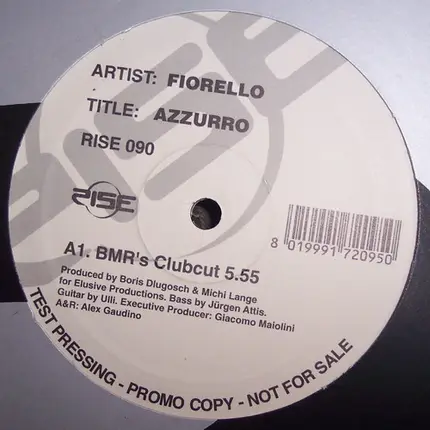 ARTIST: FIORELLO
TITLE: AZZURRO
RISE 090
RISE
A1. BMR's Clubcut 5.55
Produced by Boris Dlugosch & Michi Lange
for Elusive Productions. Bass by Jürgen Attis.
Guitar by Ulli. Executive Producer: Giacomo Maiolini
A&R: Alex Gaudino
8 019991 720950
TEST PRESSING - PROMO COPY - NOT FOR SALE